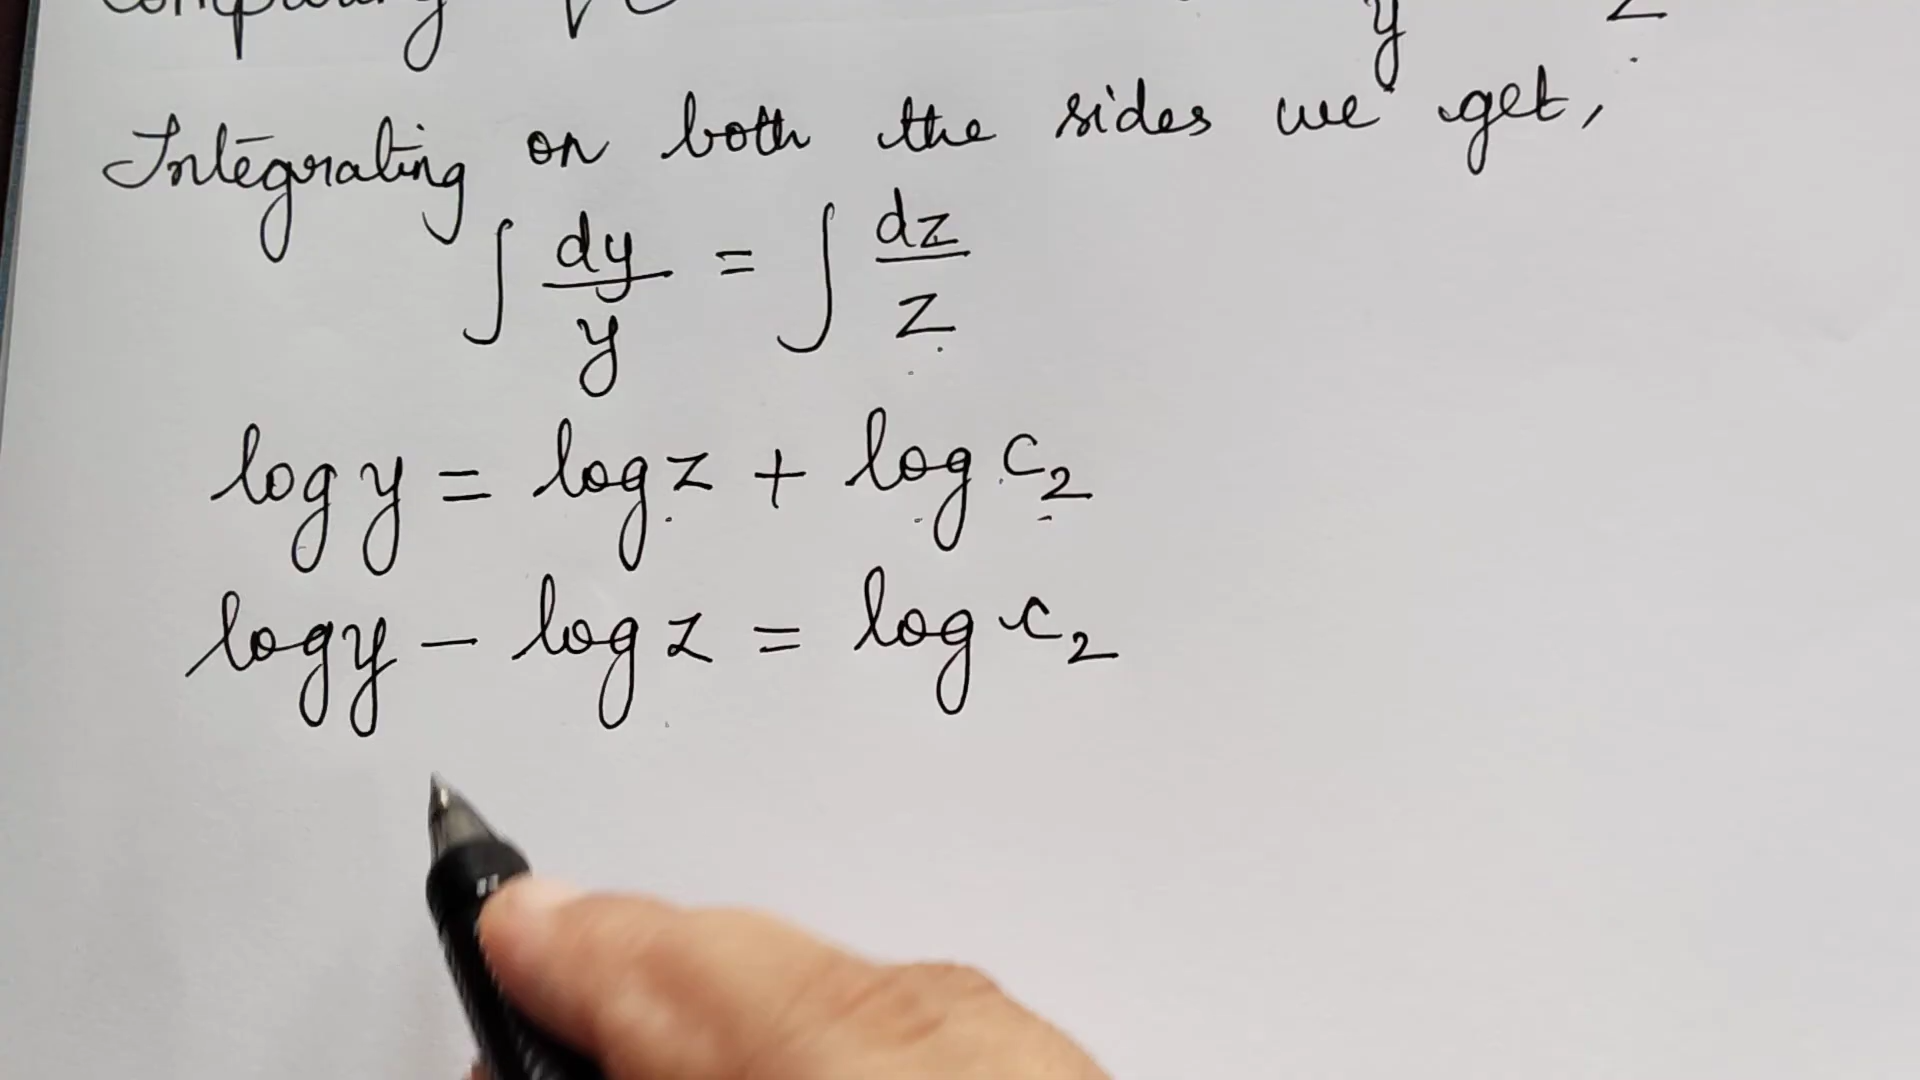 y z
Integrating on both the sides we get,
∫ dy/y = ∫ dz/z
log y = log z + log c₂
log y - log z = log c₂